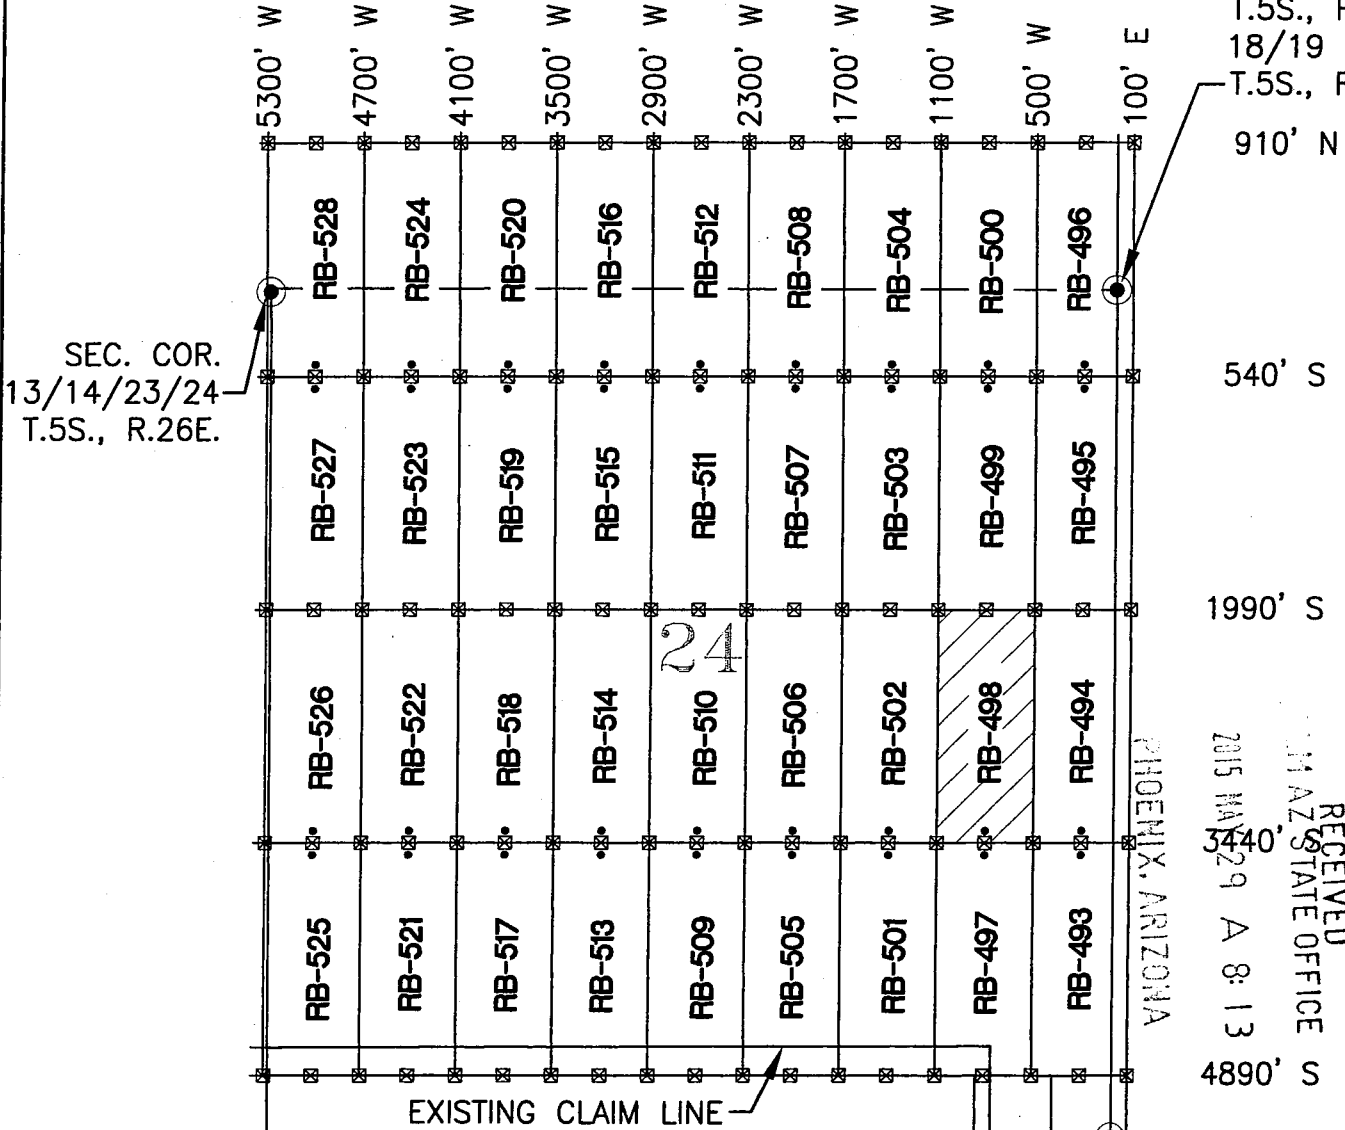 5300' W
4700' W
4100' W
3500' W
2900' W
2300' W
1700' W
1100' W
500' W
100' E
T.5S.,
18/19
T.5S.,
910' N
RB-528
RB-524
RB-520
RB-516
RB-512
RB-508
RB-504
RB-500
RB-496
SEC. COR.
13/14/23/24
T.5S., R.26E.
540' S
RB-527
RB-523
RB-519
RB-515
RB-511
RB-507
RB-503
RB-499
RB-495
1990' S
24
RB-526
RB-522
RB-518
RB-514
RB-510
RB-506
RB-502
RB-498
RB-494
3440' S
RB-525
RB-521
RB-517
RB-513
RB-509
RB-505
RB-501
RB-497
RB-493
4890' S
EXISTING CLAIM LINE
RECEIVED
AZ STATE OFFICE
2015 MAY 29 A 8:13
PHOENIX, ARIZONA